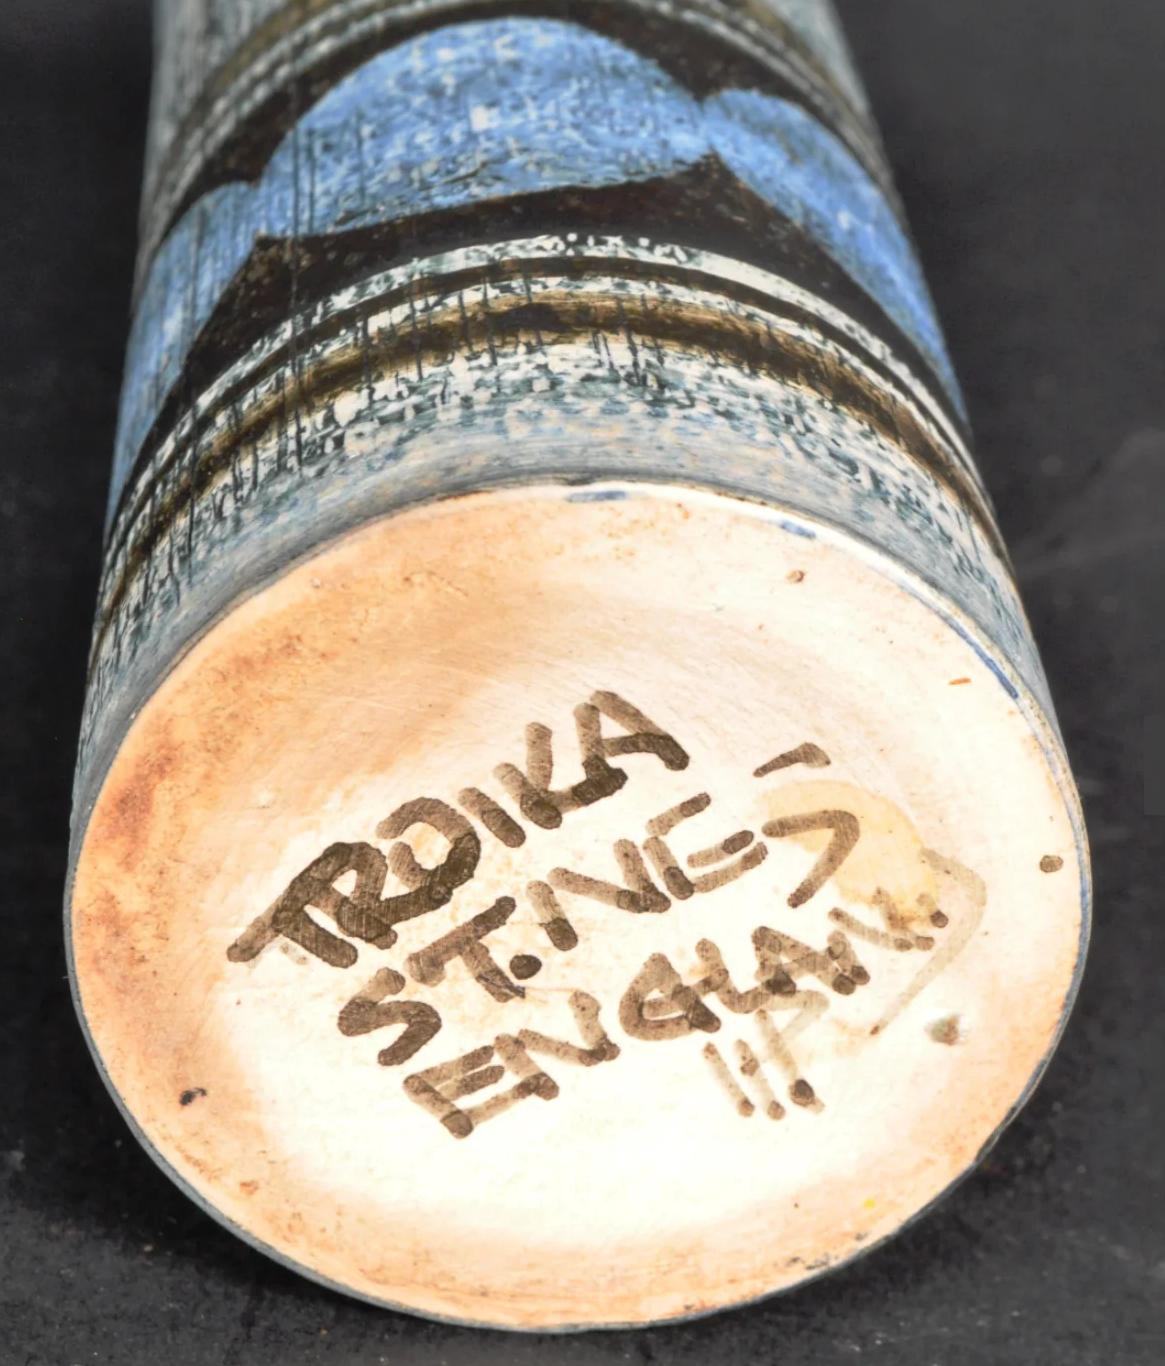 TROIKA
ST. IVES
ENGLAND